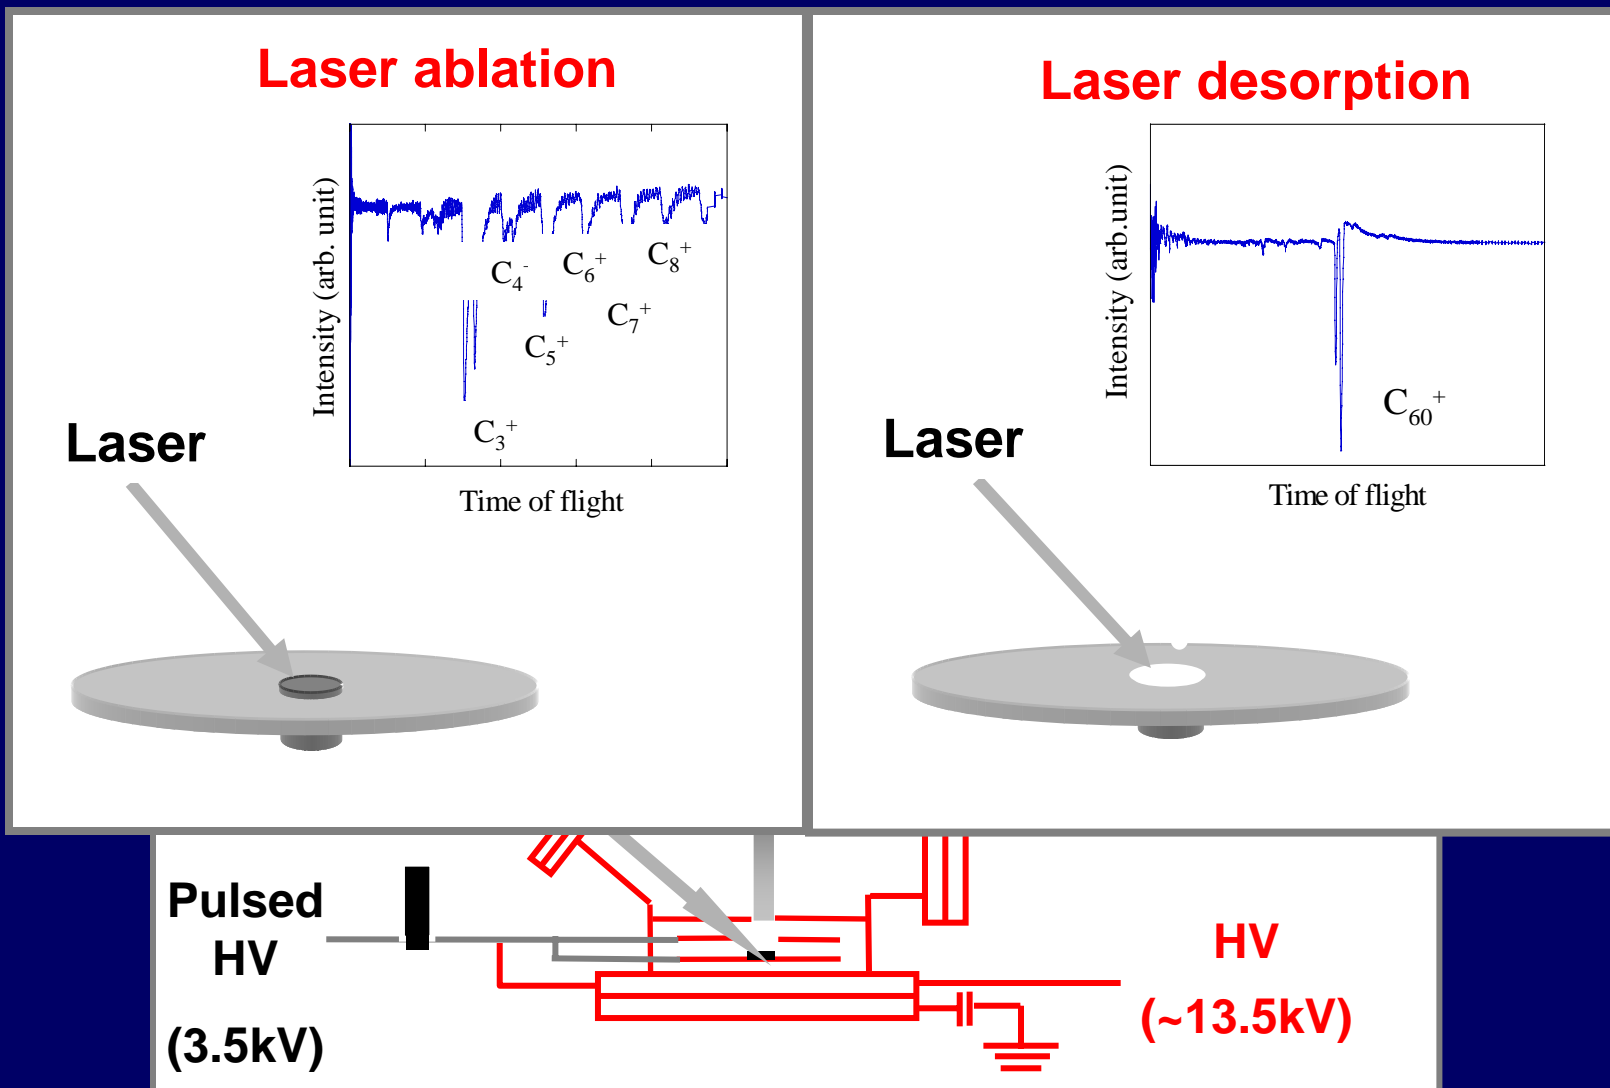 Laser ablation
Intensity (arb. unit)
C4-
C6+
C8+
C7+
C5+
C3+
Time of flight
Laser
Laser desorption
Intensity (arb.unit)
C60+
Time of flight
Laser
Pulsed
HV
(3.5kV)
HV
(~13.5kV)